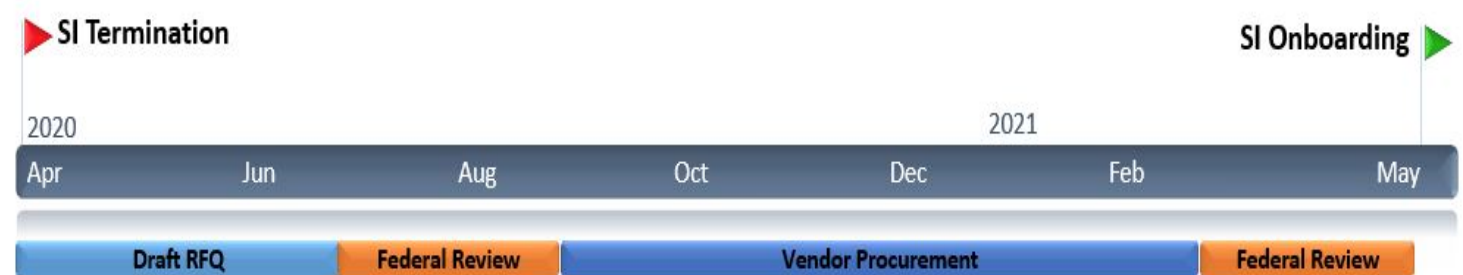 SI Termination
SI Onboarding
2020
2021
Apr Jun Aug Oct Dec Feb May
Draft RFQ Federal Review Vendor Procurement Federal Review